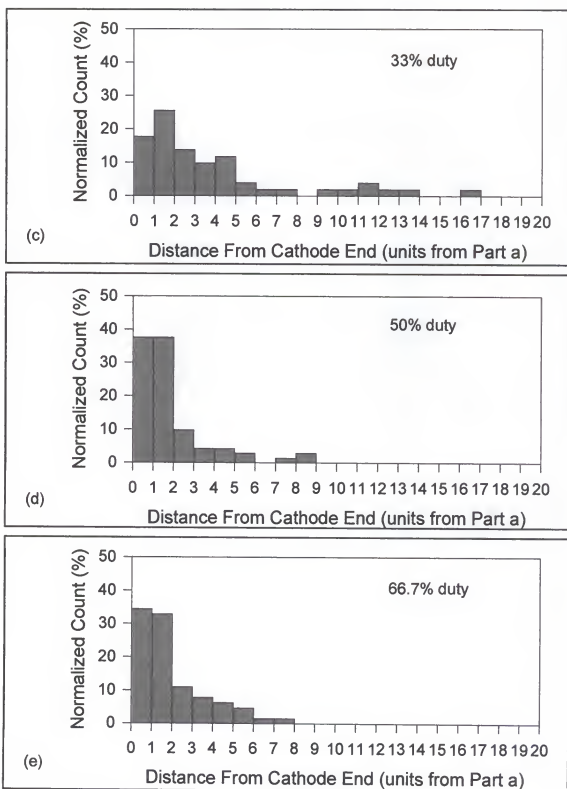 50
40
30
20
10
0
Normalized Count (%)
33% duty
0 1 2 3 4 5 6 7 8 9 10 11 12 13 14 15 16 17 18 19 20
(c)
Distance From Cathode End (units from Part a)
50
40
30
20
10
0
Normalized Count (%)
50% duty
0 1 2 3 4 5 6 7 8 9 10 11 12 13 14 15 16 17 18 19 20
(d)
Distance From Cathode End (units from Part a)
50
40
30
20
10
0
Normalized Count (%)
66.7% duty
0 1 2 3 4 5 6 7 8 9 10 11 12 13 14 15 16 17 18 19 20
(e)
Distance From Cathode End (units from Part a)